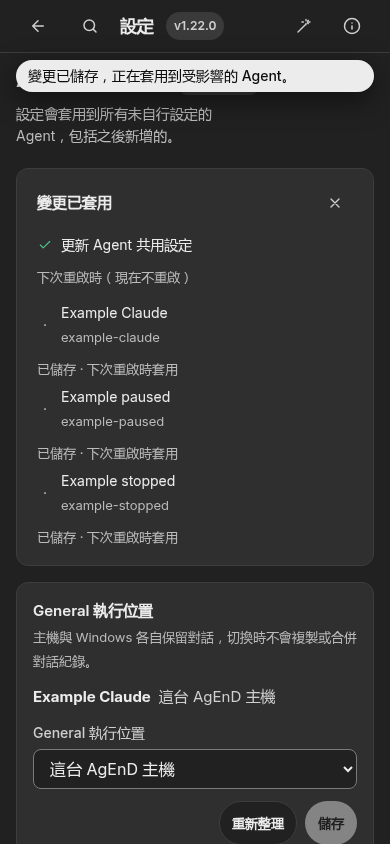 設定 v1.22.0
變更已儲存，正在套用到受影響的 Agent。
設定會套用到所有未自行設定的
Agent，包括之後新增的。
變更已套用
更新 Agent 共用設定
下次重啟時（現在不重啟）
Example Claude
example-claude
已儲存 · 下次重啟時套用
Example paused
example-paused
已儲存 · 下次重啟時套用
Example stopped
example-stopped
已儲存 · 下次重啟時套用
General 執行位置
主機與 Windows 各自保留對話，切換時不會複製或合併
對話紀錄。
Example Claude 這台 AgEnD 主機
General 執行位置
這台 AgEnD 主機
重新整理 儲存